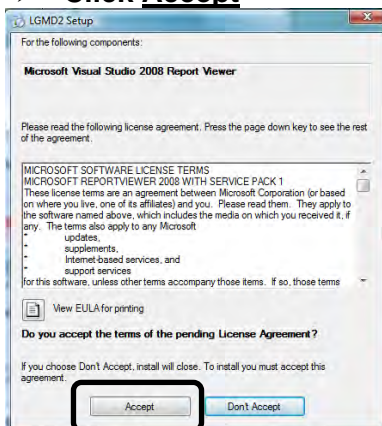 Click Accept
LGMD2 Setup
For the following components:
Microsoft Visual Studio 2008 Report Viewer
Please read the following license agreement. Press the page down key to see the rest
of the agreement.
MICROSOFT SOFTWARE LICENSE TERMS
MICROSOFT REPORTVIEWER 2008 WITH SERVICE PACK 1
These license terms are an agreement between Microsoft Corporation (or based
on where you live, one of its affiliates) and you. Please read them. They apply to
the software named above, which includes the media on which you received it, if
any. The terms also apply to any Microsoft
* updates,
* supplements,
* Internet-based services, and
* support services
for this software, unless other terms accompany those items. If so, those terms
View EULA for printing
Do you accept the terms of the pending License Agreement?
If you choose Don't Accept, install will close. To install you must accept this
agreement.
Accept
Don't Accept